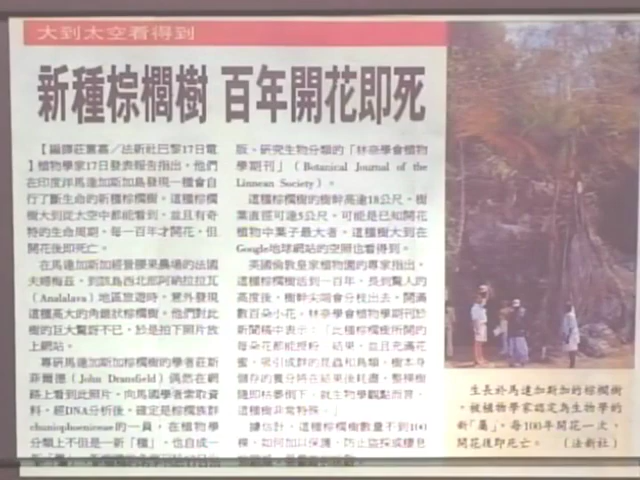 大到太空看得到
新種棕櫚樹 百年開花即死
【編譯莊蕙嘉／法新社巴黎17日電
】植物學家17日發表報告指出，他們
在印度洋馬達加斯加島發現一種會自
行了斷生命的新種棕櫚樹。這種棕櫚
樹大到從太空中都能看到，並且有奇
特的生命周期，每一百年才開花，但
開花後即死亡。
在馬達加斯加經營腰果農場的法國
夫婦梅茲，到該島西北部阿納拉拉瓦
（Analalava）地區旅遊時，意外發現
這種高大的角錐狀棕櫚樹。他們對此
樹的巨大驚訝不已，於是拍下照片放
上網站。
專研馬達加斯加棕櫚樹的學者莊斯
菲爾德（John Dransfield）偶然在網
路上看到此照片，向馬國學者索取資
料，經DNA分析後，確定是棕櫚族群
chuniophoeniceae的一員，在植物學
分類上不但是一新「種」，也自成一
版、研究生物分類的「林奈學會植物
學期刊」（Botanical Journal of the
Linnean Society）。
這種棕櫚樹的樹幹高達18公尺，樹
葉直徑可達5公尺，可能是已知開花
植物中葉子最大者。這種樹大到在
Google地球網站的空照也看得到。
英國倫敦皇家植物園的專家指出，
這種棕櫚樹活到一百年、長到驚人的
高度後，樹幹尖端會分枝出去，開滿
數百朵小花。林奈學會植物學期刊於
新聞稿中表示：「此種棕櫚樹所開的
每朵花都能授粉、結果，並且充滿花
蜜，吸引成群的昆蟲和鳥類。樹本身
儲存的養分將在結果後耗盡，整棵樹
隨即枯萎倒下。就生物學觀點而言，
這種樹非常特殊。」
據估計，這種棕櫚樹數量不到100
棵，如何加以保護、防止盜採或棲息
生長於馬達加斯加的棕櫚樹
，被植物學家認定為生物學的
新「屬」，每100年開花一次，
開花後即死亡。（法新社）